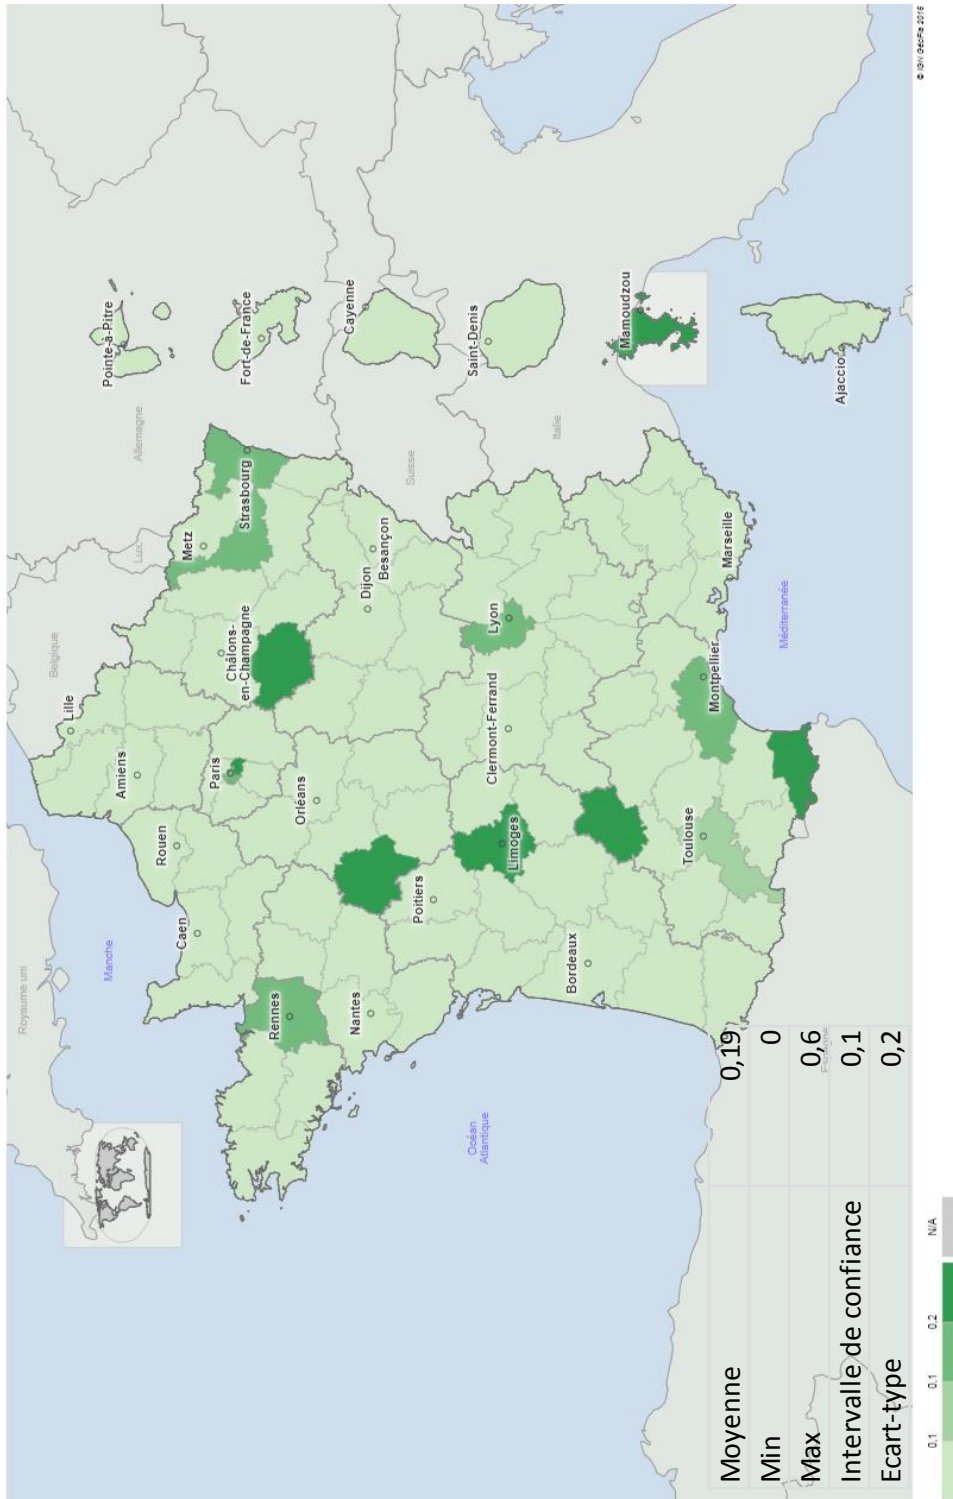 Royaume uni
Manche
Belgique
Lux.
Allemagne
Suisse
Italie
Océan
Atlantique
Méditerranée
Espagne
Lille
Amiens
Rouen
Caen
Metz
Strasbourg
Châlons-
en-Champagne
Paris
Rennes
Orléans
Nantes
Dijon
Besançon
Poitiers
Limoges
Clermont-Ferrand
Lyon
Bordeaux
Toulouse
Montpellier
Marseille
Pointe-à-Pitre
Fort-de-France
Cayenne
Saint-Denis
Mamoudzou
Ajaccio
Moyenne 0,19
Min 0
Max 0,6
Intervalle de confiance 0,1
Ecart-type 0,2
0,1 0,1 0,2 N/A
© IGN GéoFla 2015